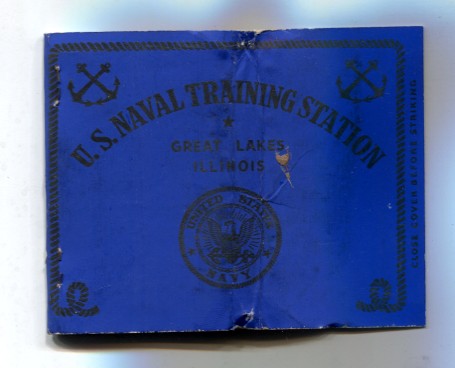 U. S. NAVAL TRAINING STATION
★
GREAT LAKES
ILLINOIS
UNITED STATES
NAVY
CLOSE COVER BEFORE STRIKING